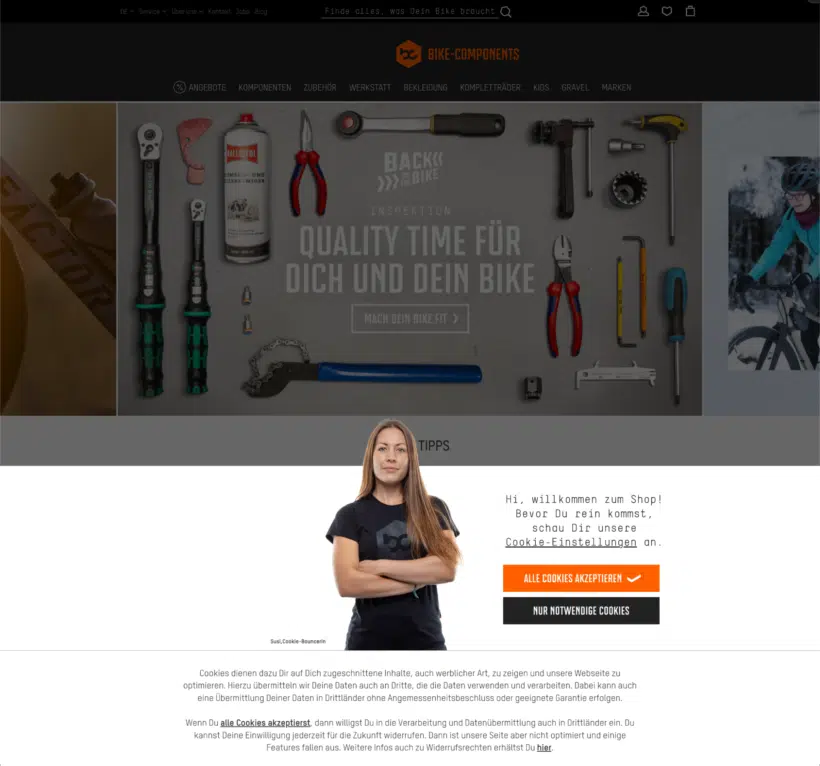 DE Service Über uns Kontakt Jobs Blog
Finde alles, was Dein Bike braucht
BIKE-COMPONENTS
ANGEBOTE KOMPONENTEN ZUBEHÖR WERKSTATT BEKLEIDUNG KOMPLETTRÄDER KIDS GRAVEL MARKEN
FACTOR
BALLISTOL
BACK
ON THE
BIKE
INSPEKTION
QUALITY TIME FÜR
DICH UND DEIN BIKE
MACH DEIN BIKE FIT
TIPPS
Hi, willkommen zum Shop!
Bevor Du rein kommst,
schau Dir unsere
Cookie-Einstellungen an.
ALLE COOKIES AKZEPTIEREN
NUR NOTWENDIGE COOKIES
Susi, Cookie-Bouncerin
Cookies dienen dazu Dir auf Dich zugeschnittene Inhalte, auch werblicher Art, zu zeigen und unsere Webseite zu
optimieren. Hierzu übermitteln wir Deine Daten auch an Dritte, die die Daten verwenden und verarbeiten. Dabei kann auch
eine Übermittlung Deiner Daten in Drittländer ohne Angemessenheitsbeschluss oder geeignete Garantie erfolgen.
Wenn Du alle Cookies akzeptierst, dann willigst Du in die Verarbeitung und Datenübermittlung auch in Drittländer ein. Du
kannst Deine Einwilligung jederzeit für die Zukunft widerrufen. Dann ist unsere Seite aber nicht optimiert und einige
Features fallen aus. Weitere Infos auch zu Widerrufsrechten erhältst Du hier.